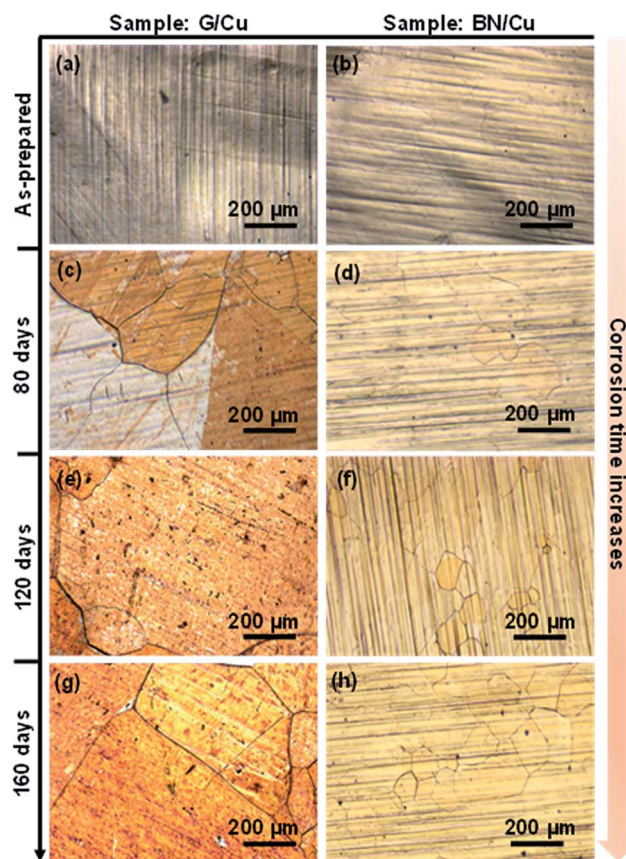 Sample: G/Cu
Sample: BN/Cu
As-prepared
(a)
200 µm
(b)
200 µm
80 days
(c)
200 µm
(d)
200 µm
120 days
(e)
200 µm
(f)
200 µm
160 days
(g)
200 µm
(h)
200 µm
Corrosion time increases